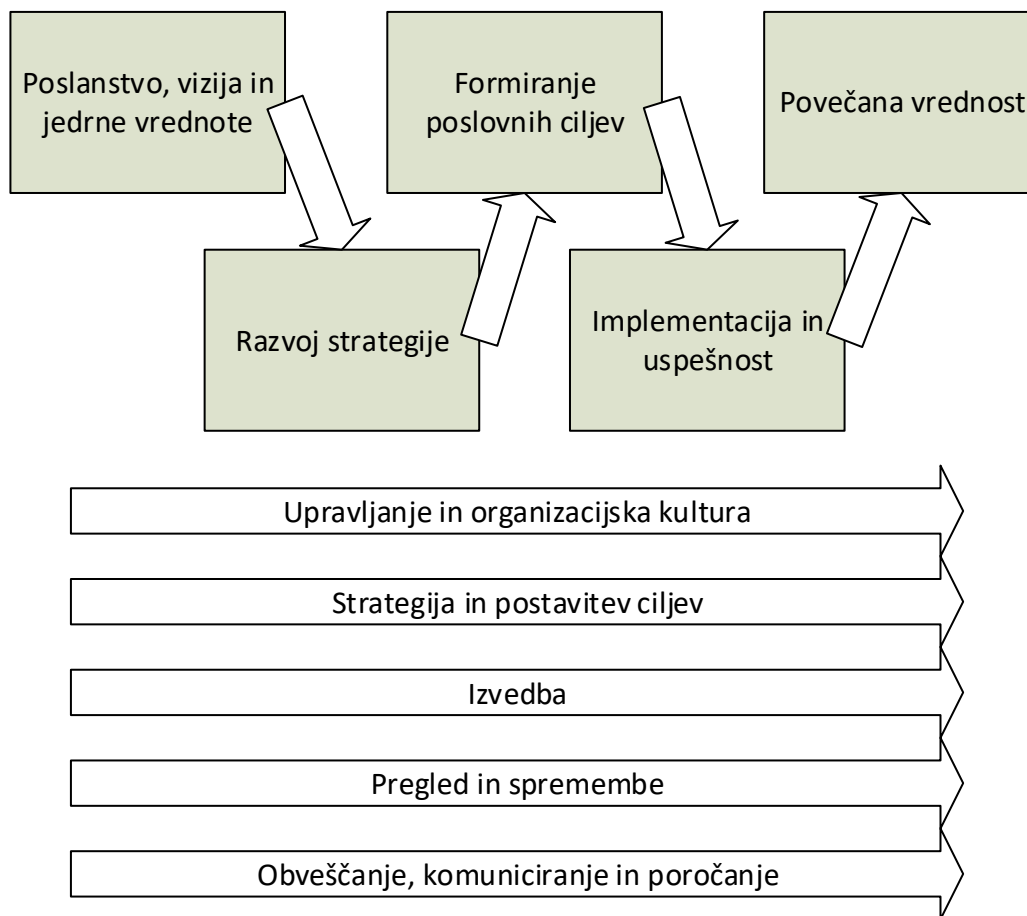 Poslanstvo, vizija in
jedrne vrednote
Formiranje
poslovnih ciljev
Povečana vrednost
Razvoj strategije
Implementacija in
uspešnost
Upravljanje in organizacijska kultura
Strategija in postavitev ciljev
Izvedba
Pregled in spremembe
Obveščanje, komuniciranje in poročanje